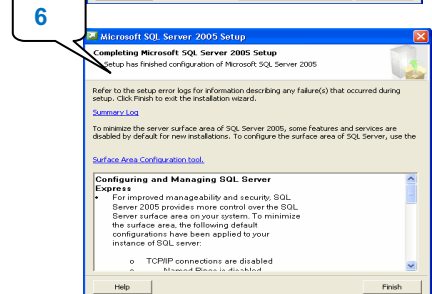 6
Microsoft SQL Server 2005 Setup
Completing Microsoft SQL Server 2005 Setup
Setup has finished configuration of Microsoft SQL Server 2005
Refer to the setup error logs for information describing any failure(s) that occurred during
setup. Click Finish to exit the installation wizard.
Summary Log
To minimize the server surface area of SQL Server 2005, some features and services are
disabled by default for new installations. To configure the surface area of SQL Server, use the
Surface Area Configuration tool.
Configuring and Managing SQL Server
Express
• For improved manageability and security, SQL
Server 2005 provides more control over the SQL
Server surface area on your system. To minimize
the surface area, the following default
configurations have been applied to your
instance of SQL server:
o TCP/IP connections are disabled
o Named Pipes is disabled
Help
Finish